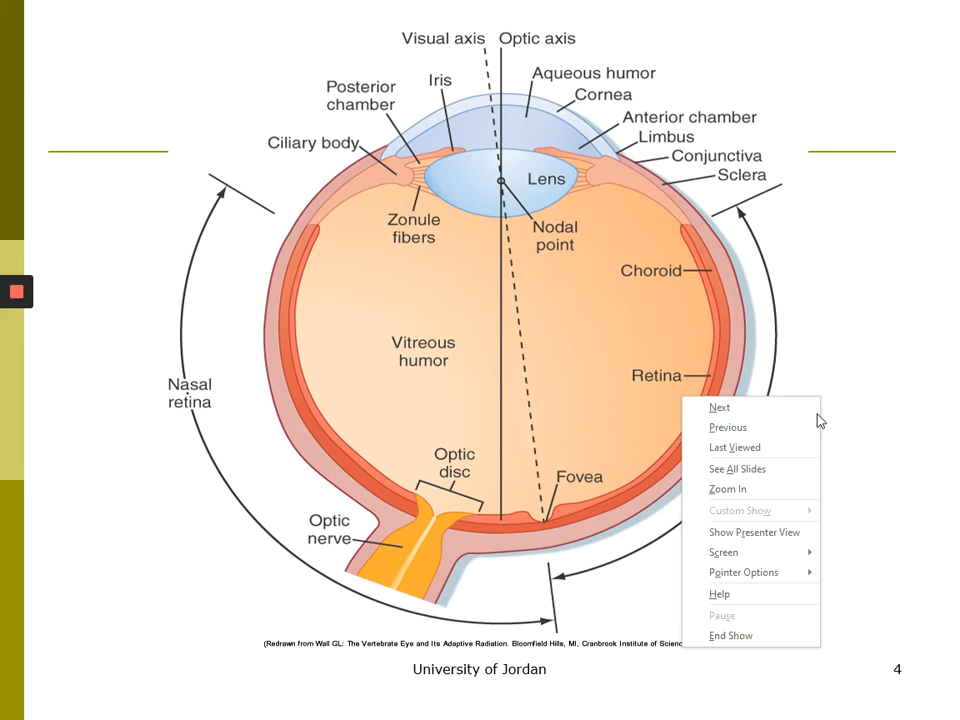 Visual axis
Optic axis
Posterior
chamber
Iris
Aqueous humor
Cornea
Anterior chamber
Limbus
Conjunctiva
Sclera
Ciliary body
Lens
Zonule
fibers
Nodal
point
Choroid
Vitreous
humor
Retina
Nasal
retina
Optic
disc
Fovea
Optic
nerve
Next
Previous
Last Viewed
See All Slides
Zoom In
Custom Show
Show Presenter View
Screen
Pointer Options
Help
Pause
End Show
(Redrawn from Wall GL: The Vertebrate Eye and Its Adaptive Radiation. Bloomfield Hills, MI, Cranbrook Institute of
University of Jordan
4